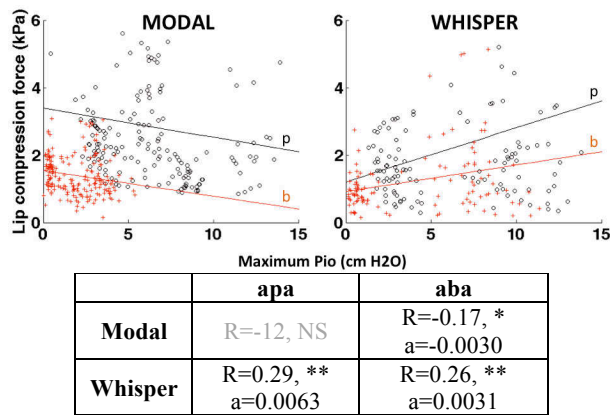 MODAL
WHISPER
Lip compression force (kPa)
6
4
2
0
p
b
0
5
10
15
6
4
2
0
p
b
0
5
10
15
Maximum Pio (cm H2O)
apa aba
Modal R=-12, NS R=-0.17, *
a=-0.0030
Whisper R=0.29, ** R=0.26, **
a=0.0063 a=0.0031